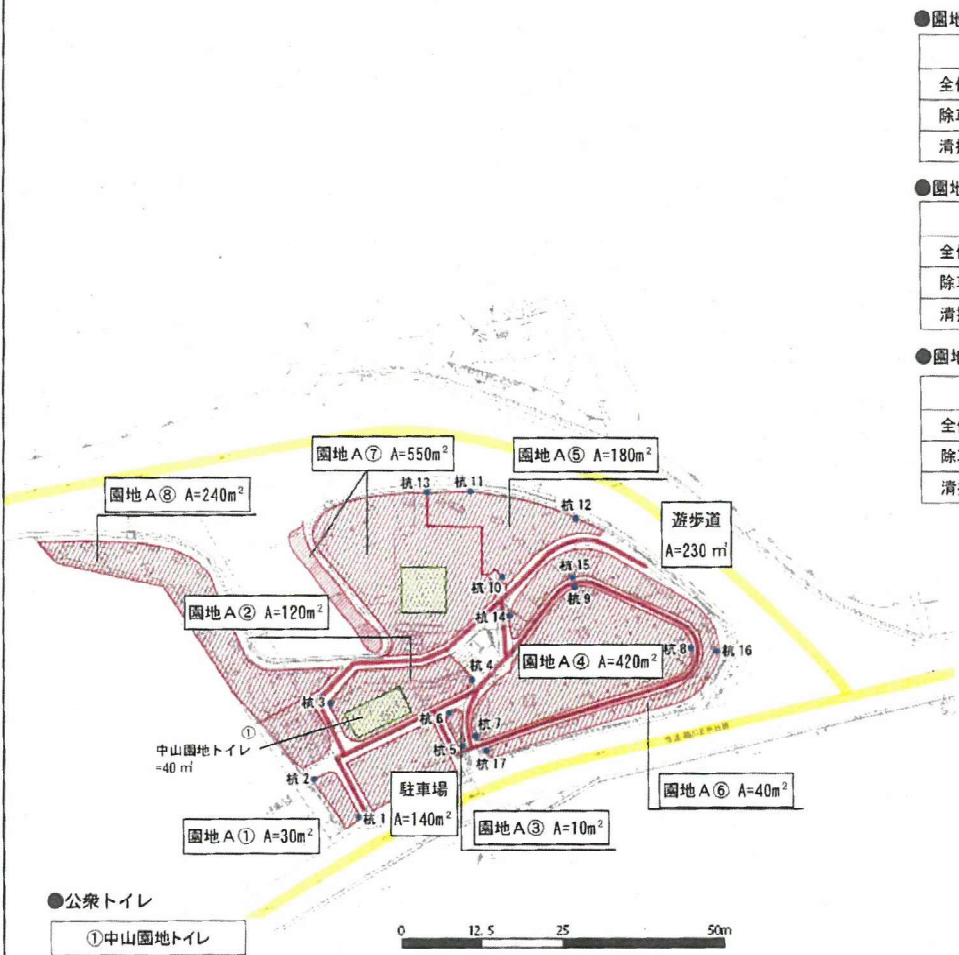 ●園地
全
除
清
●園地
全
除
清
●園地
全
除
清
園地A⑦ A=550m²
園地A⑤ A=180m²
杭13
杭11
園地A⑧ A=240m²
杭12
遊歩道
A=230 ㎡
杭15
杭10
杭9
園地A② A=120m²
杭14
杭8
杭16
園地A④ A=420m²
杭4
杭3
杭6
①
中山園地トイレ
=40 ㎡
杭7
杭5
杭17
杭2
駐車場
A=140m²
園地A⑥ A=40m²
杭1
園地A① A=30m²
園地A③ A=10m²
●公衆トイレ
①中山園地トイレ
0 12.5 25 50m